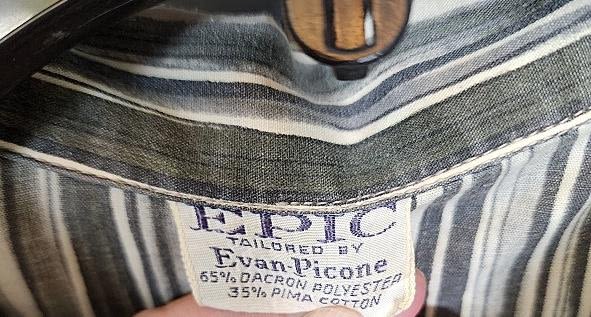 EPIC
TAILORED BY
Evan-Picone
65% DACRON POLYESTER
35% PIMA COTTON